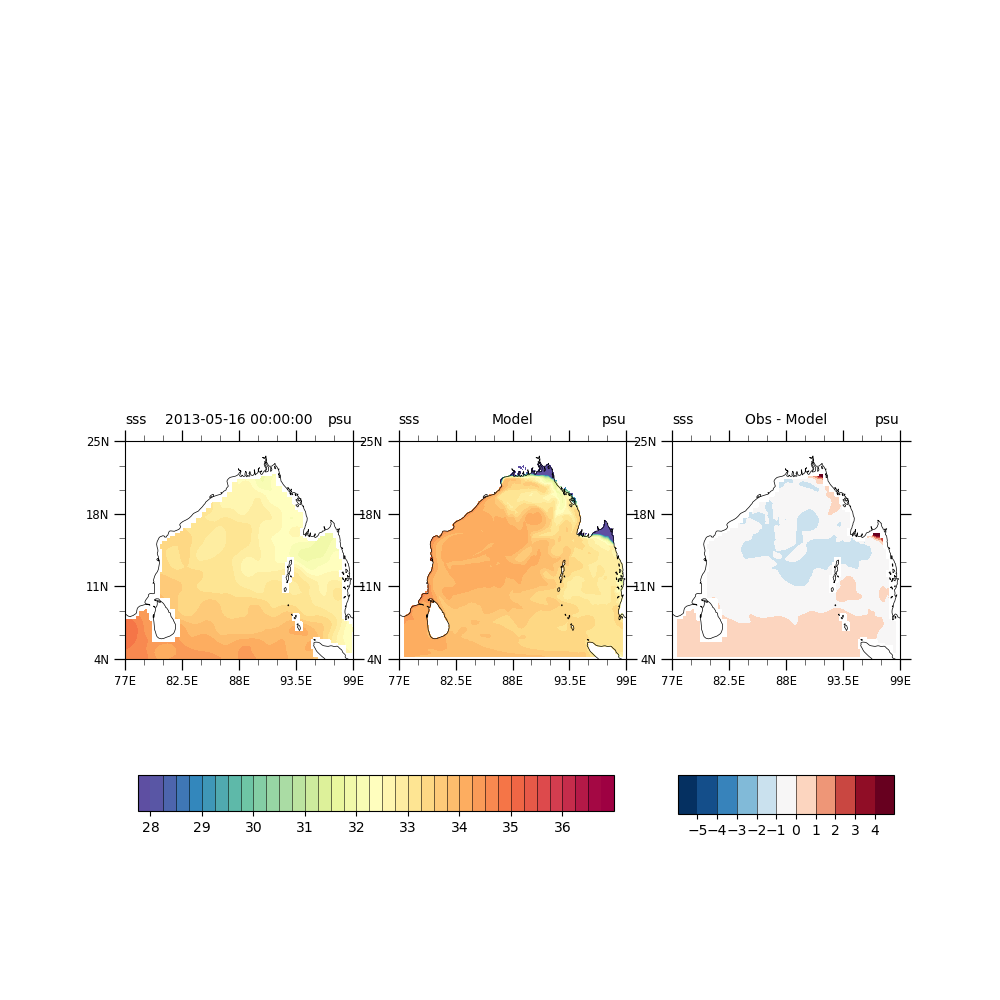 sss 2013-05-16 00:00:00 psu
sss Model psu
sss Obs - Model psu
25N
18N
11N
4N
77E 82.5E 88E 93.5E 99E
25N
18N
11N
4N
77E 82.5E 88E 93.5E 99E
25N
18N
11N
4N
77E 82.5E 88E 93.5E 99E
28 29 30 31 32 33 34 35 36
−5 −4 −3 −2 −1 0 1 2 3 4